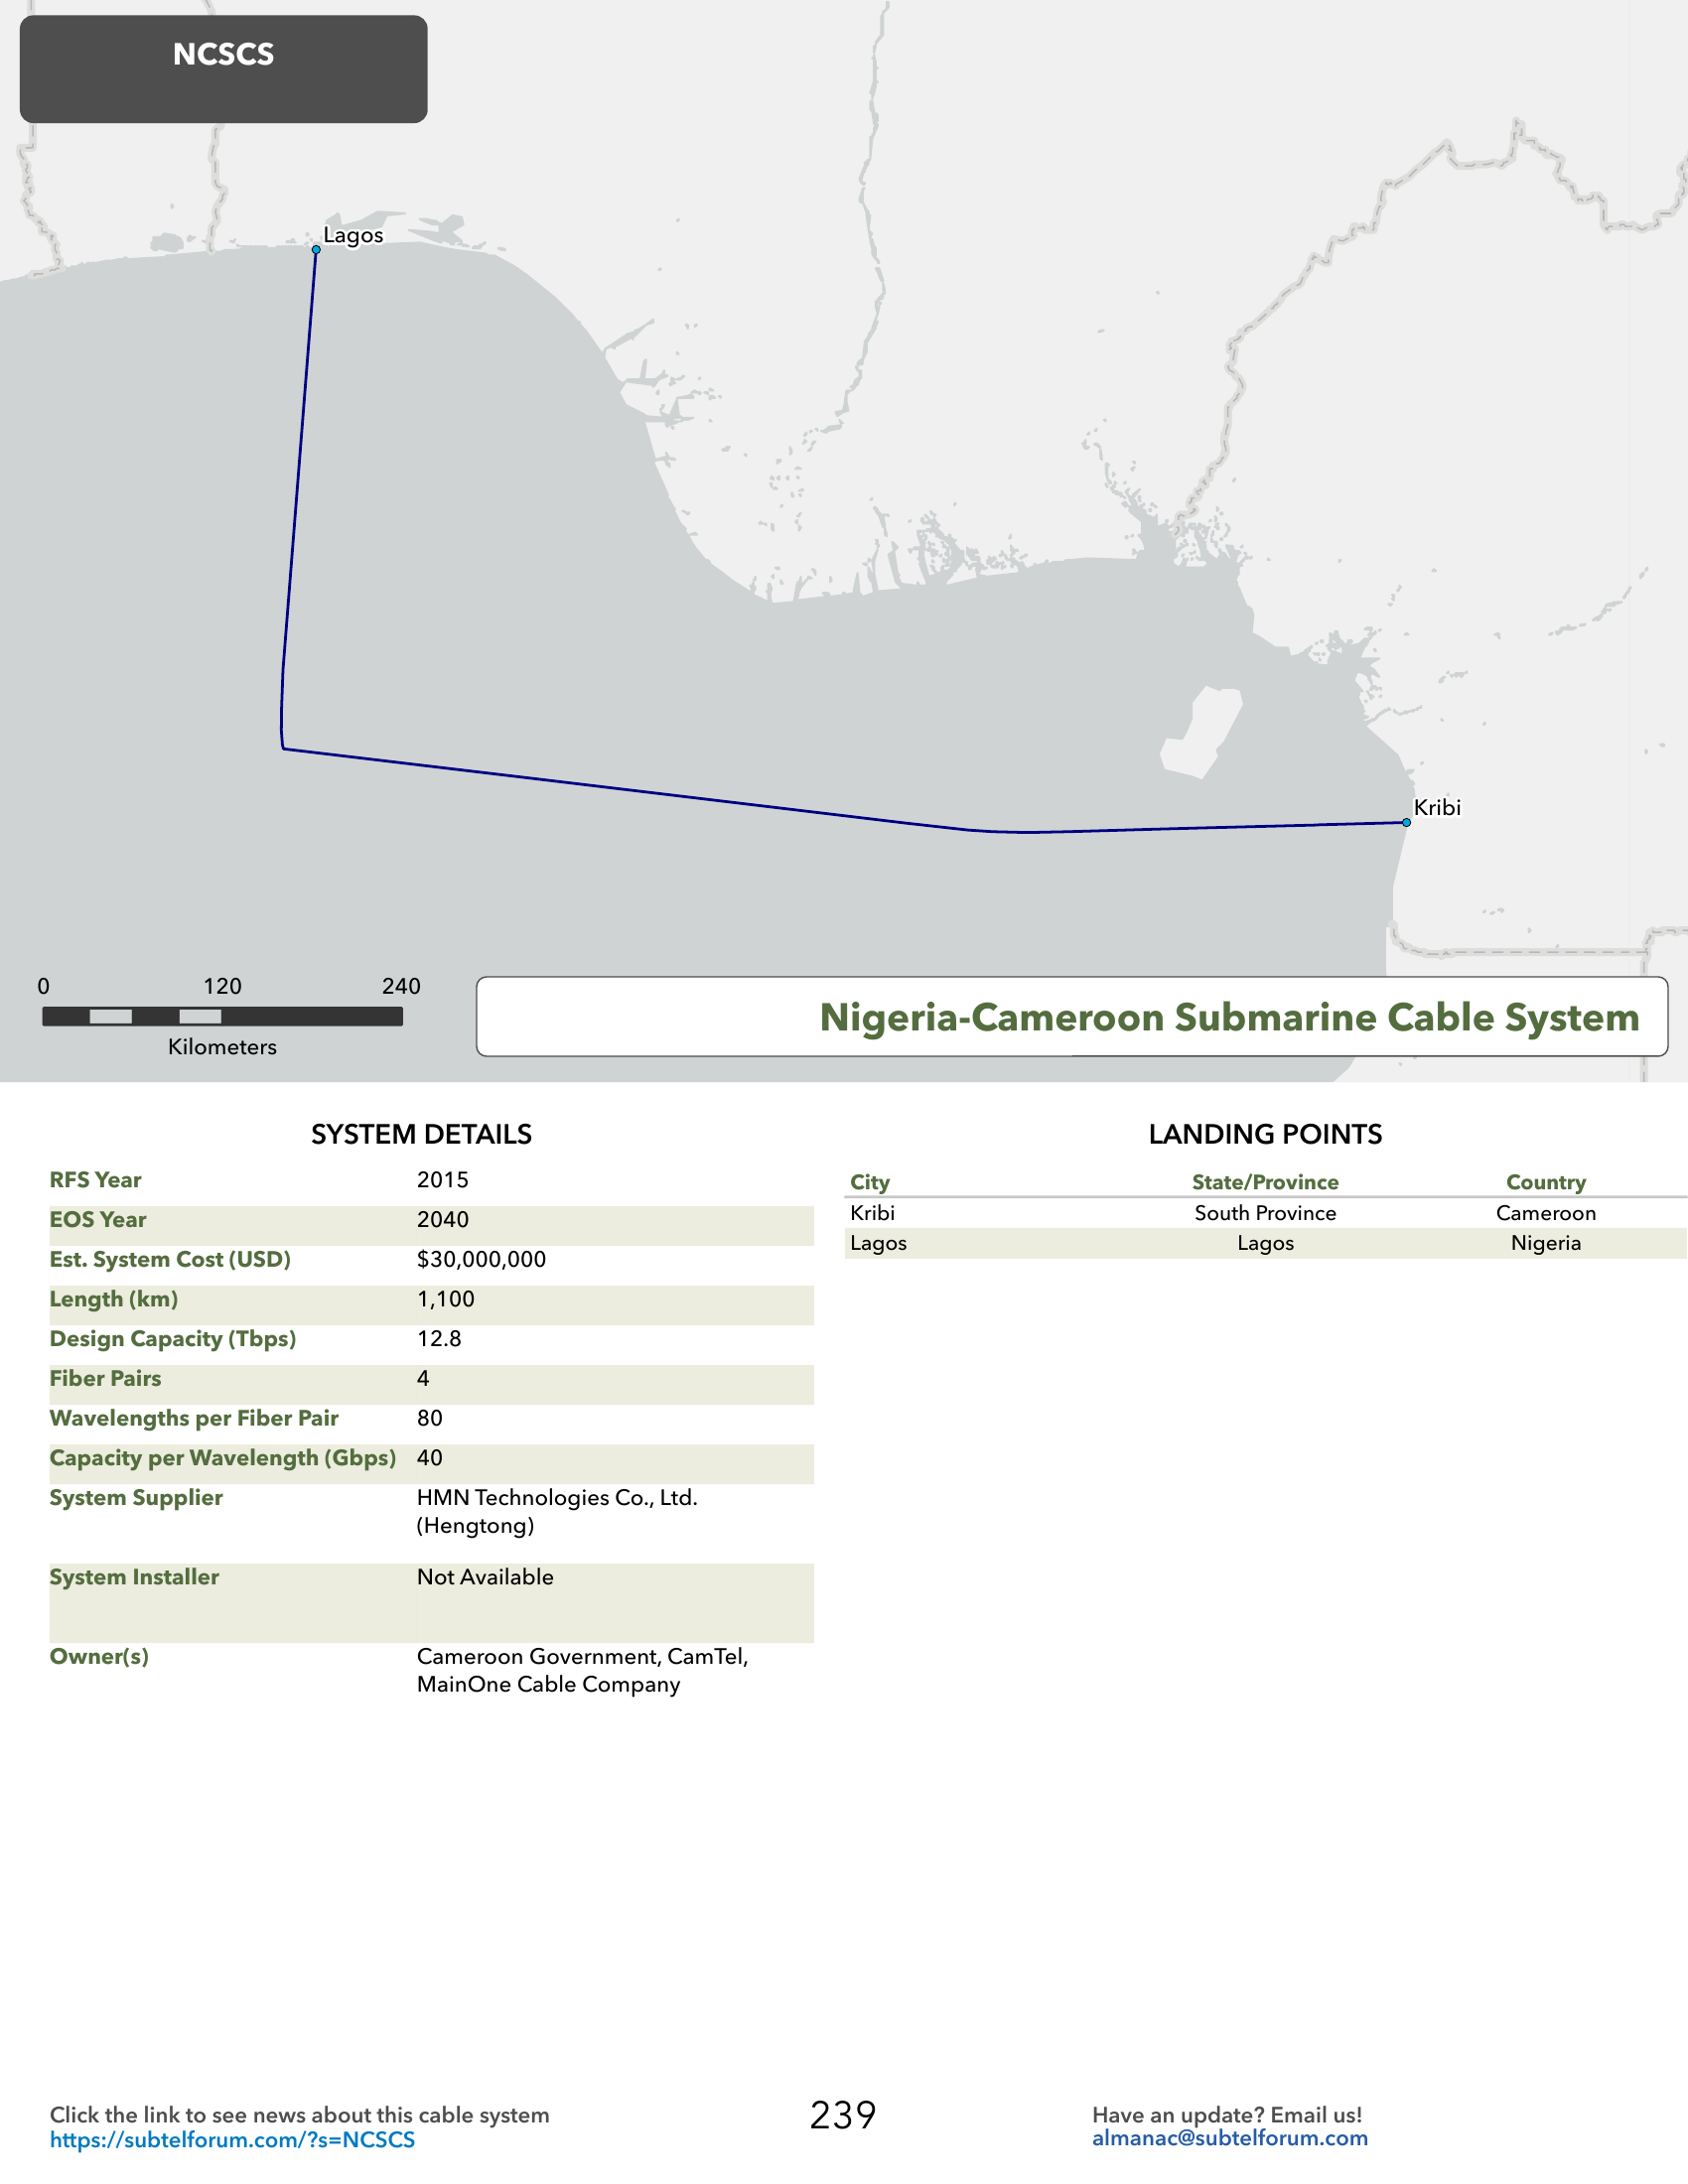 NCSCS
Lagos
Kribi
0 120 240
Kilometers
Nigeria-Cameroon Submarine Cable System
SYSTEM DETAILS
RFS Year 2015
EOS Year 2040
Est. System Cost (USD) $30,000,000
Length (km) 1,100
Design Capacity (Tbps) 12.8
Fiber Pairs 4
Wavelengths per Fiber Pair 80
Capacity per Wavelength (Gbps) 40
System Supplier HMN Technologies Co., Ltd.
(Hengtong)
System Installer Not Available
Owner(s) Cameroon Government, CamTel,
MainOne Cable Company
LANDING POINTS
City State/Province Country
Kribi South Province Cameroon
Lagos Lagos Nigeria
Click the link to see news about this cable system
https://subtelforum.com/?s=NCSCS
239
Have an update? Email us!
almanac@subtelforum.com